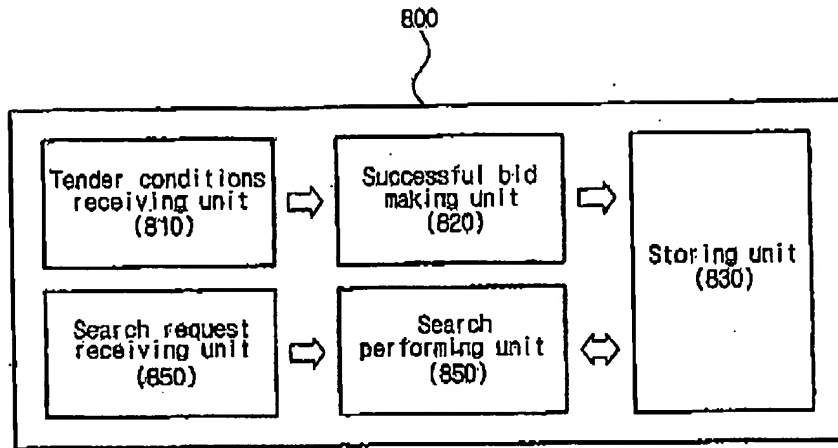 800
Tender conditions
receiving unit
(810)
Successful bid
making unit
(820)
Storing unit
(830)
Search request
receiving unit
(850)
Search
performing unit
(850)